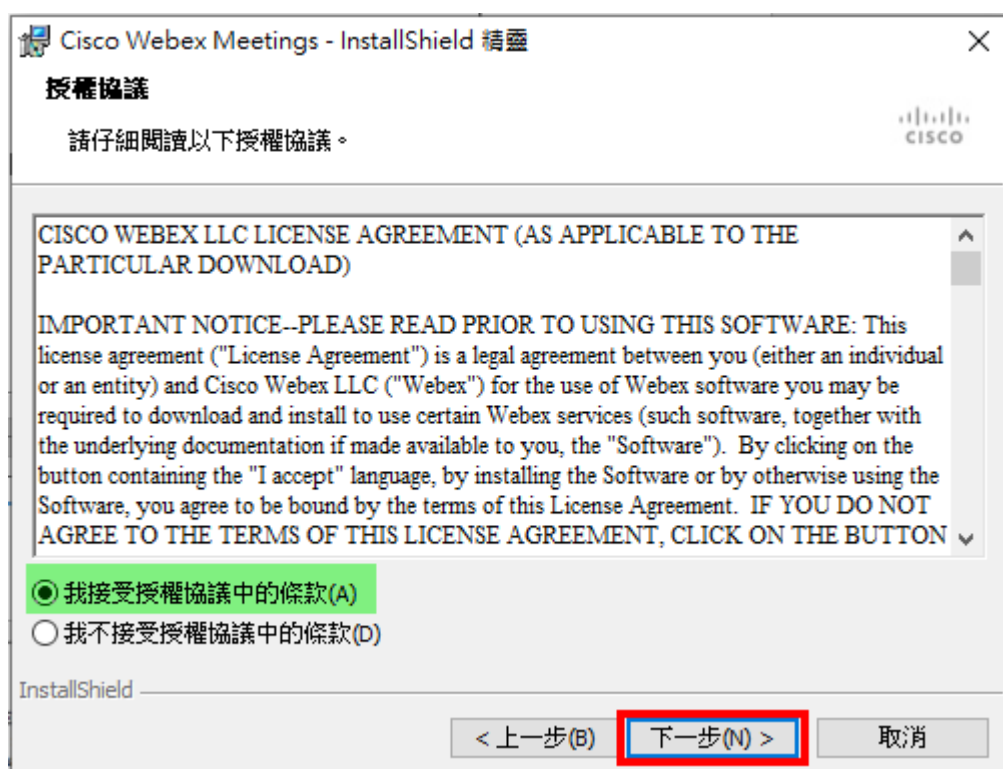 Cisco Webex Meetings - InstallShield 精靈
授權協議
請仔細閱讀以下授權協議。
CISCO
CISCO WEBEX LLC LICENSE AGREEMENT (AS APPLICABLE TO THE
PARTICULAR DOWNLOAD)
IMPORTANT NOTICE--PLEASE READ PRIOR TO USING THIS SOFTWARE: This
license agreement ("License Agreement") is a legal agreement between you (either an individual
or an entity) and Cisco Webex LLC ("Webex") for the use of Webex software you may be
required to download and install to use certain Webex services (such software, together with
the underlying documentation if made available to you, the "Software").  By clicking on the
button containing the "I accept" language, by installing the Software or by otherwise using the
Software, you agree to be bound by the terms of this License Agreement.  IF YOU DO NOT
AGREE TO THE TERMS OF THIS LICENSE AGREEMENT, CLICK ON THE BUTTON
我接受授權協議中的條款(A)
我不接受授權協議中的條款(D)
InstallShield
< 上一步(B) 下一步(N) > 取消